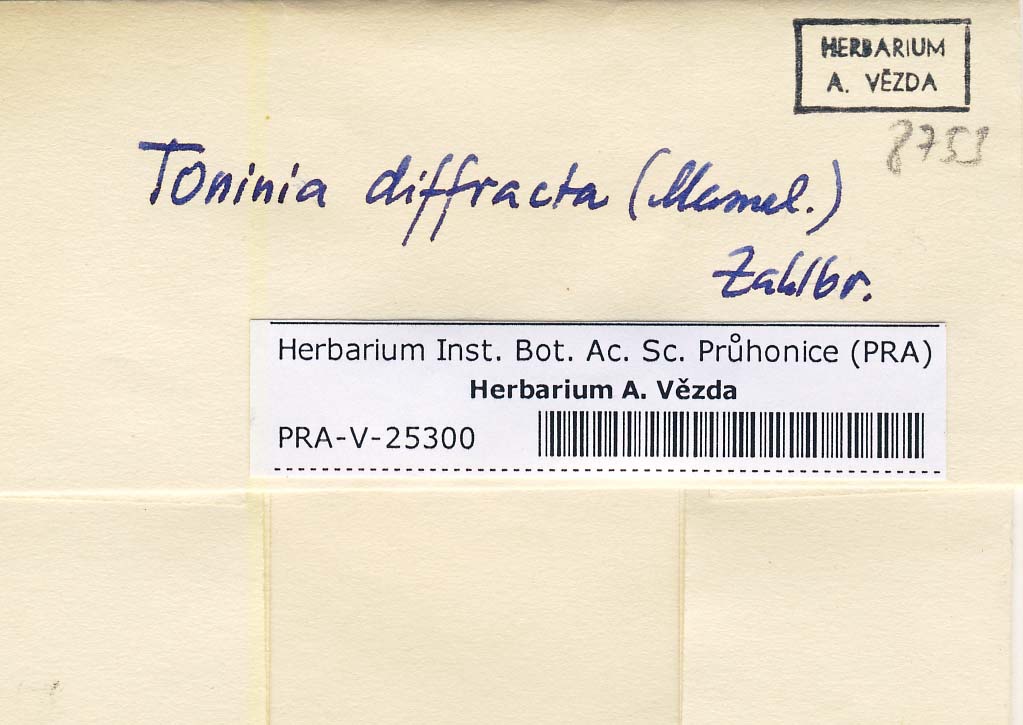 HERBARIUM
A. VĚZDA
8753
Toninia diffracta (Massal.)
Zahlbr.
Herbarium Inst. Bot. Ac. Sc. Průhonice (PRA)
Herbarium A. Vězda
PRA-V-25300